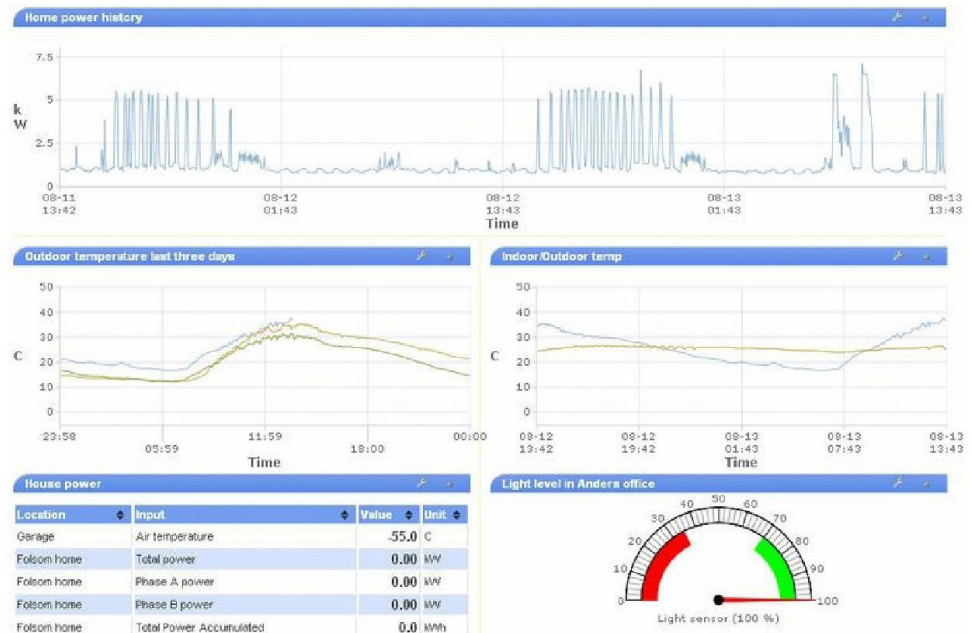 Home power history
7.5
5
2.5
0
k
W
08-11 08-12 08-12 08-13 08-13
13:42 01:43 13:43 01:43 13:43
Time
Outdoor temperature last three days
50
40
30
20
10
0
C
23:58 05:59 11:59 18:00 00:00
Time
Indoor/Outdoor temp
50
40
30
20
10
0
C
08-12 08-12 08-13 08-13 08-13
13:42 19:42 01:43 07:43 13:43
Time
House power
Location Input Value Unit
Garage Air temperature -55.0 C
Folsom home Total power 0.00 kW
Folsom home Phase A power 0.00 kW
Folsom home Phase B power 0.00 kW
Folsom home Total Power Accumulated 0.0 kWh
Light level in Anders office
0 10 20 30 40 50 60 70 80 90 100
Light sensor (100 %)